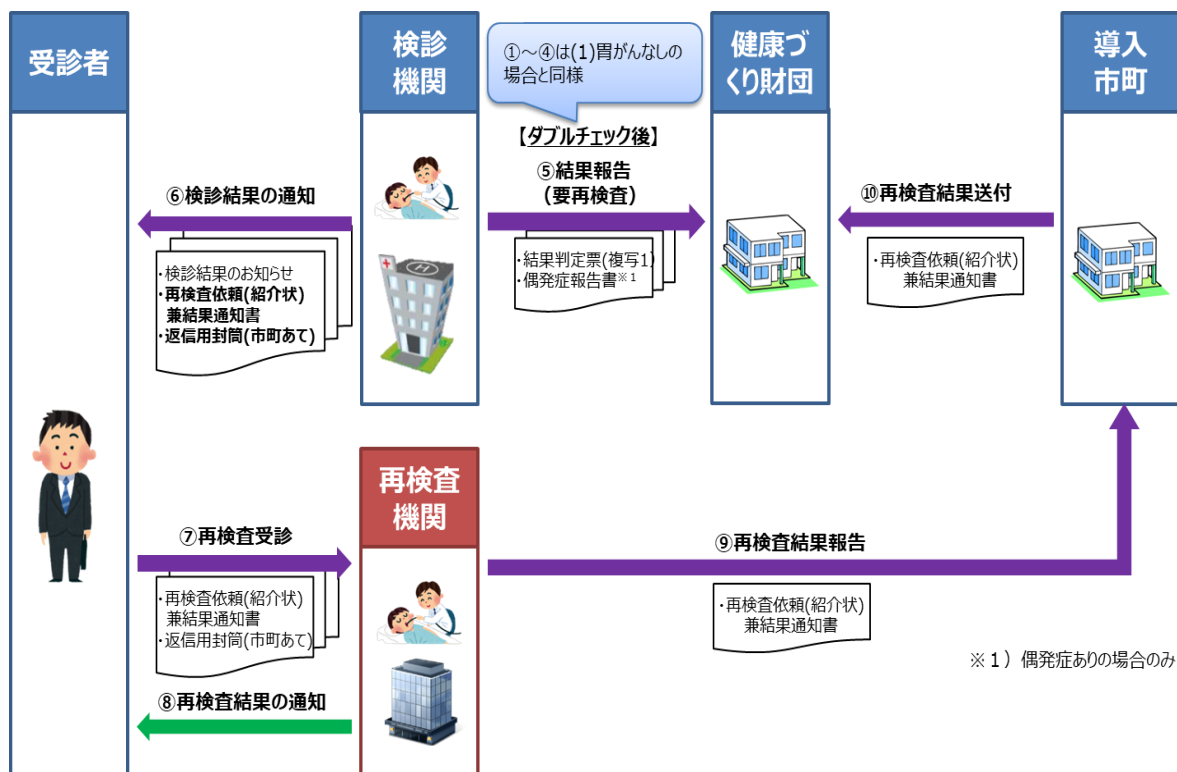 受診者
検診
機関
①～④は(1)胃がんなしの
場合と同様
健康づ
くり財団
導入
市町
【ダブルチェック後】
⑤結果報告
（要再検査）
・結果判定票(複写1)
・偶発症報告書※1
⑥検診結果の通知
・検診結果のお知らせ
・再検査依頼(紹介状)
兼結果通知書
・返信用封筒(市町あて)
⑩再検査結果送付
・再検査依頼(紹介状)
兼結果通知書
H
再検査
機関
⑦再検査受診
・再検査依頼(紹介状)
兼結果通知書
・返信用封筒(市町あて)
⑧再検査結果の通知
⑨再検査結果報告
・再検査依頼(紹介状)
兼結果通知書
※１）偶発症ありの場合のみ